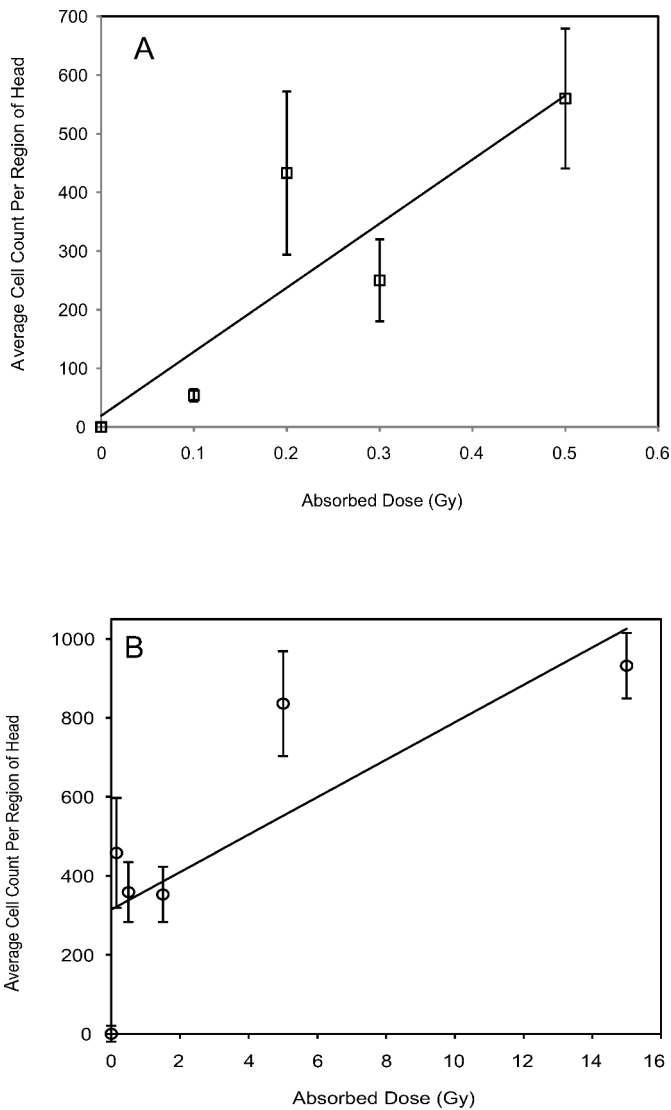 A
Average Cell Count Per Region of Head
700
600
500
400
300
200
100
0
0 0.1 0.2 0.3 0.4 0.5 0.6
Absorbed Dose (Gy)
B
Average Cell Count Per Region of Head
1000
800
600
400
200
0
0 2 4 6 8 10 12 14 16
Absorbed Dose (Gy)